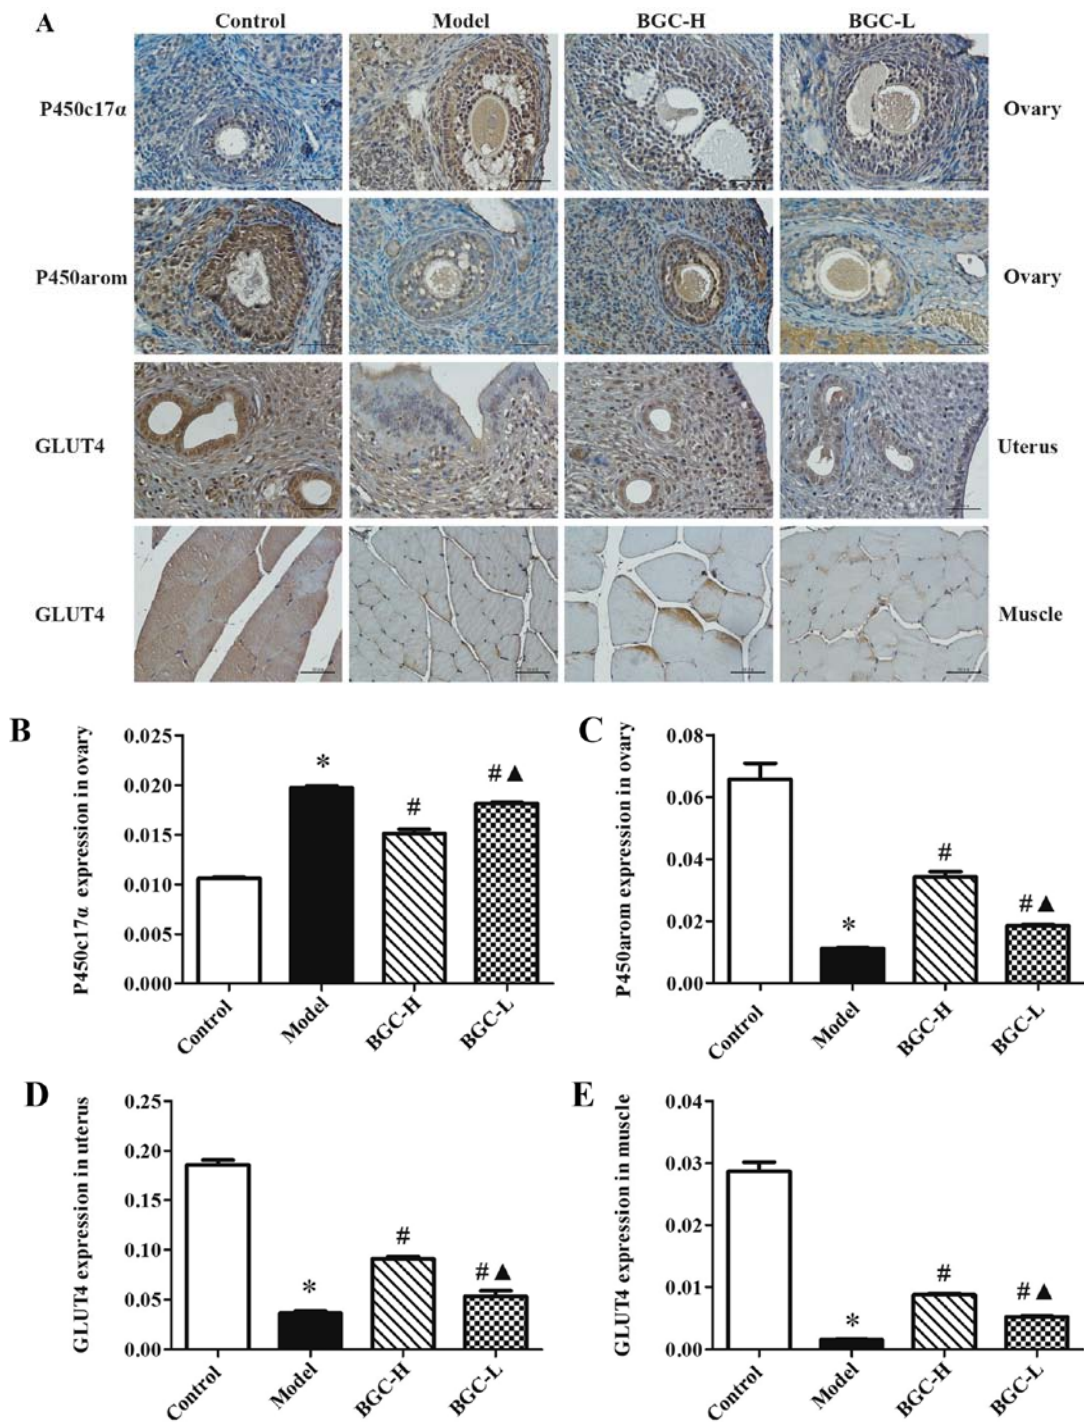 A
Control Model BGC-H BGC-L
P450c17α Ovary
P450arom Ovary
GLUT4 Uterus
GLUT4 Muscle
B
P450c17α expression in ovary
0.025
0.020
0.015
0.010
0.005
0.000
*
#
#▲
Control Model BGC-H BGC-L
C
P450arom expression in ovary
0.08
0.06
0.04
0.02
0.00
*
#
#▲
Control Model BGC-H BGC-L
D
GLUT4 expression in uterus
0.25
0.20
0.15
0.10
0.05
0.00
*
#
#▲
Control Model BGC-H BGC-L
E
GLUT4 expression in muscle
0.04
0.03
0.02
0.01
0.00
*
#
#▲
Control Model BGC-H BGC-L